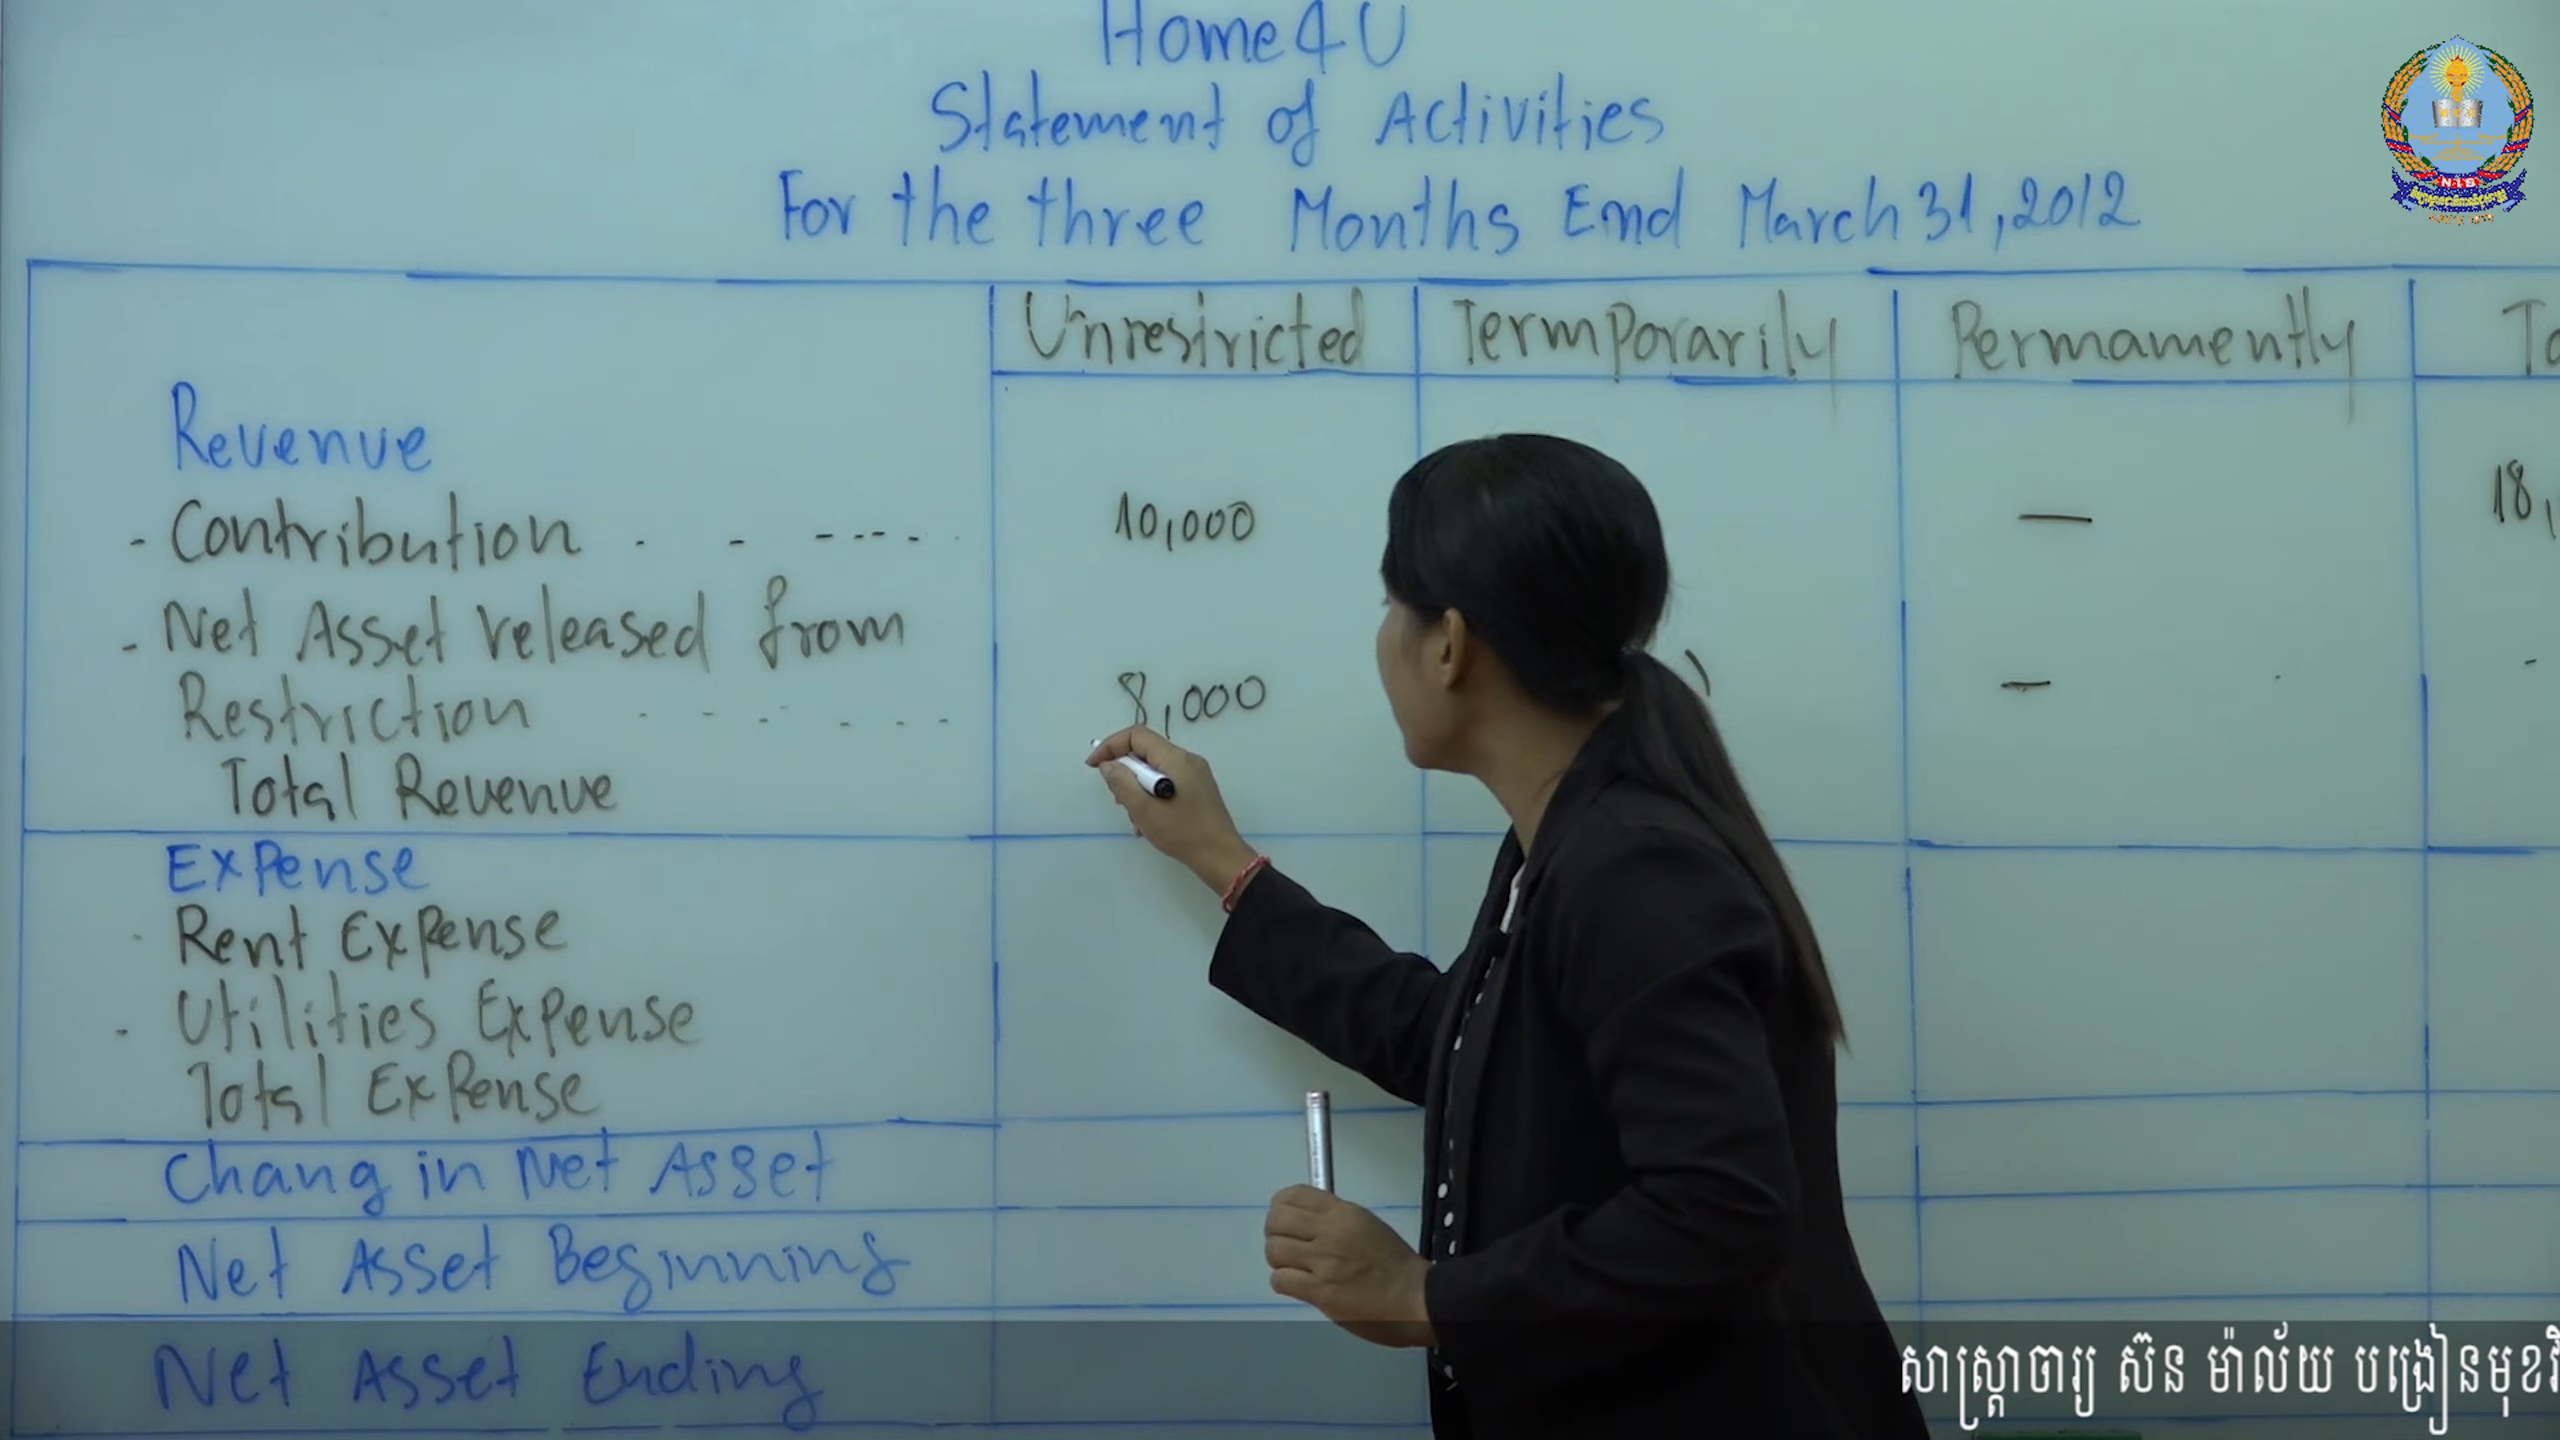 Home4U
Statement of Activities
For the three Months End March 31, 2012
Unrestricted Termporarily Permamently
Revenue
- Contribution . - ---- 10,000 —
- Net Asset released from
Restriction - - - - - - 8,000 ) — -
Total Revenue
Expense
- Rent Expense
- Utilities Expense
Total Expense
Chang in Net Asset
Net Asset Beginning
Net Asset Ending
N.I.B
សាស្ត្រាចារ្យ ស៊ន ម៉ាល័យ បង្រៀនមុខវិ